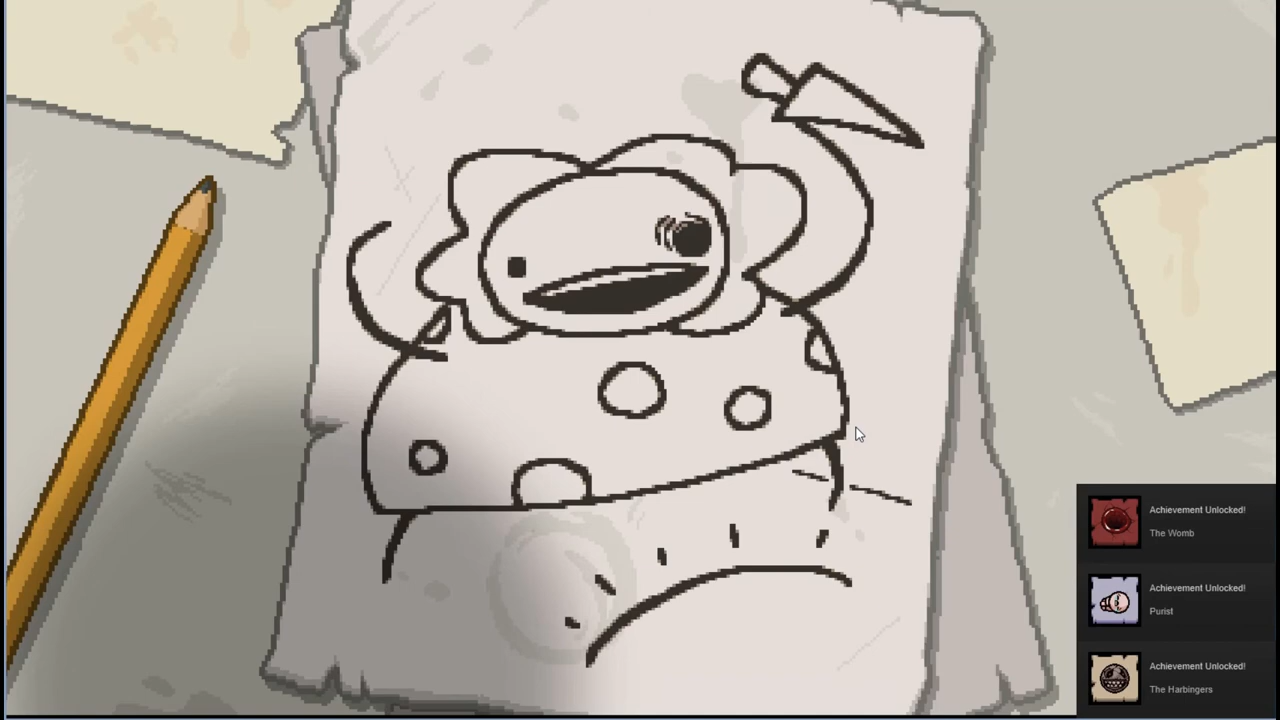 Achievement Unlocked!
The Womb
Achievement Unlocked!
Purist
Achievement Unlocked!
The Harbingers